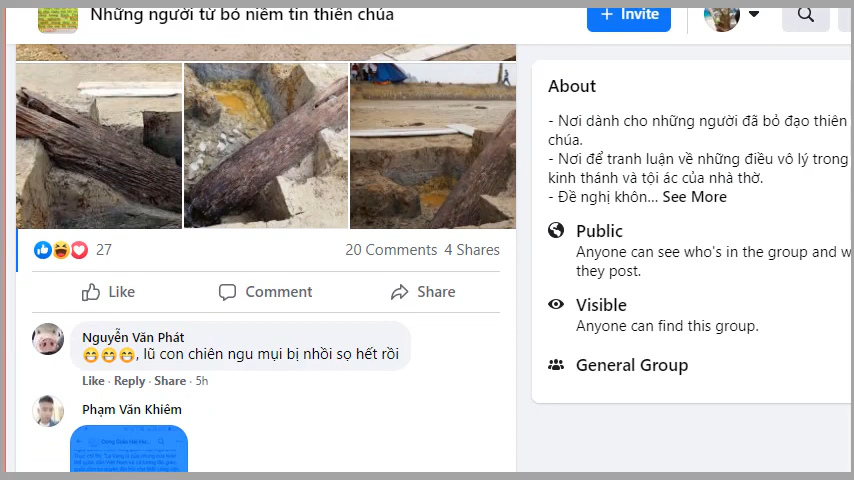 Những người từ bỏ niềm tin thiên chúa
Invite
27
20 Comments 4 Shares
Like
Comment
Share
Nguyễn Văn Phát
😁😁😁, lũ con chiên ngu mụi bị nhồi sọ hết rồi
Like · Reply · Share · 5h
Phạm Văn Khiêm
About
- Nơi dành cho những người đã bỏ đạo thiên
chúa.
- Nơi để tranh luận về những điều vô lý trong
kinh thánh và tội ác của nhà thờ.
- Đề nghị khôn... See More
Public
Anyone can see who's in the group and w
they post.
Visible
Anyone can find this group.
General Group